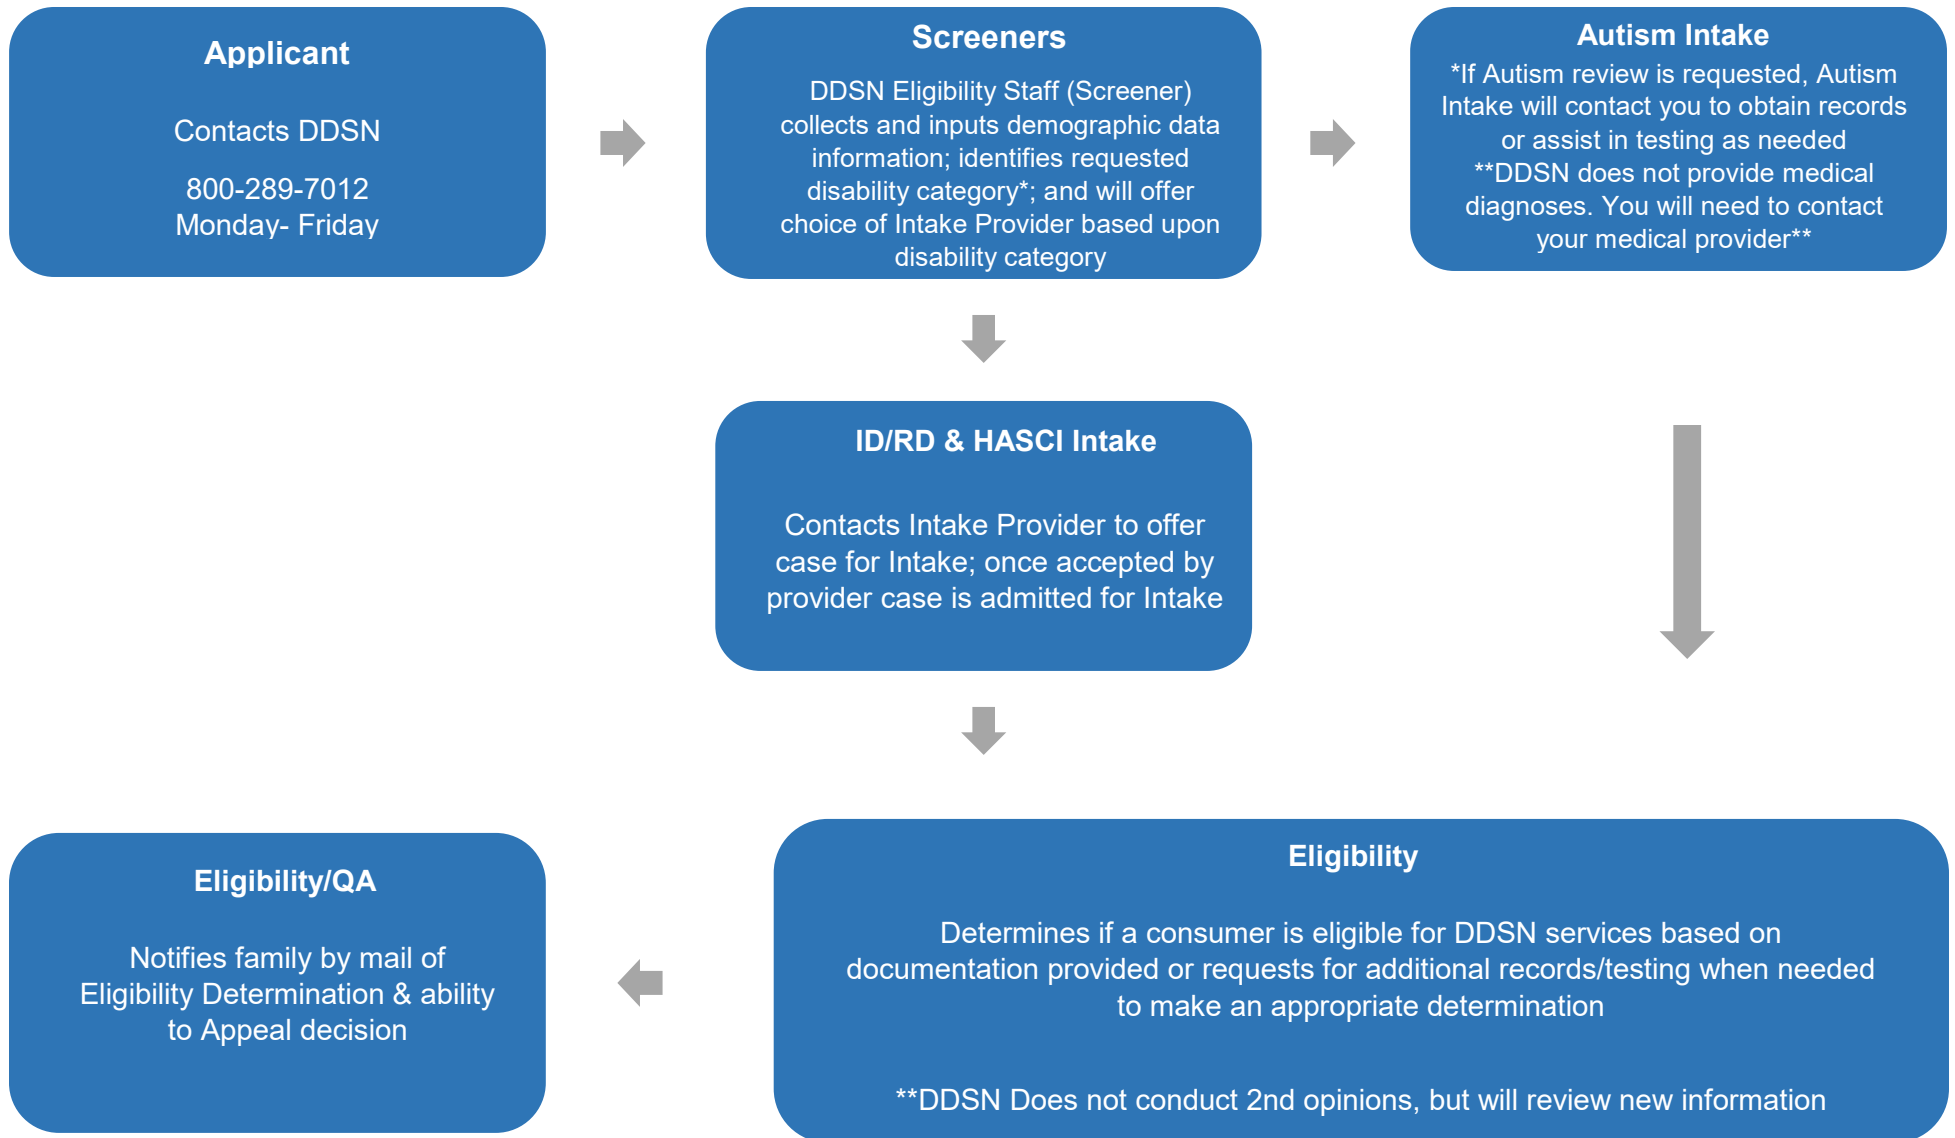 Applicant
Contacts DDSN
800-289-7012
Monday- Friday
Screeners
DDSN Eligibility Staff (Screener)
collects and inputs demographic data
information; identifies requested
disability category*; and will offer
choice of Intake Provider based upon
disability category
Autism Intake
*If Autism review is requested, Autism
Intake will contact you to obtain records
or assist in testing as needed
**DDSN does not provide medical
diagnoses. You will need to contact
your medical provider**
ID/RD & HASCI Intake
Contacts Intake Provider to offer
case for Intake; once accepted by
provider case is admitted for Intake
Eligibility
Determines if a consumer is eligible for DDSN services based on
documentation provided or requests for additional records/testing when needed
to make an appropriate determination
**DDSN Does not conduct 2nd opinions, but will review new information
Eligibility/QA
Notifies family by mail of
Eligibility Determination & ability
to Appeal decision